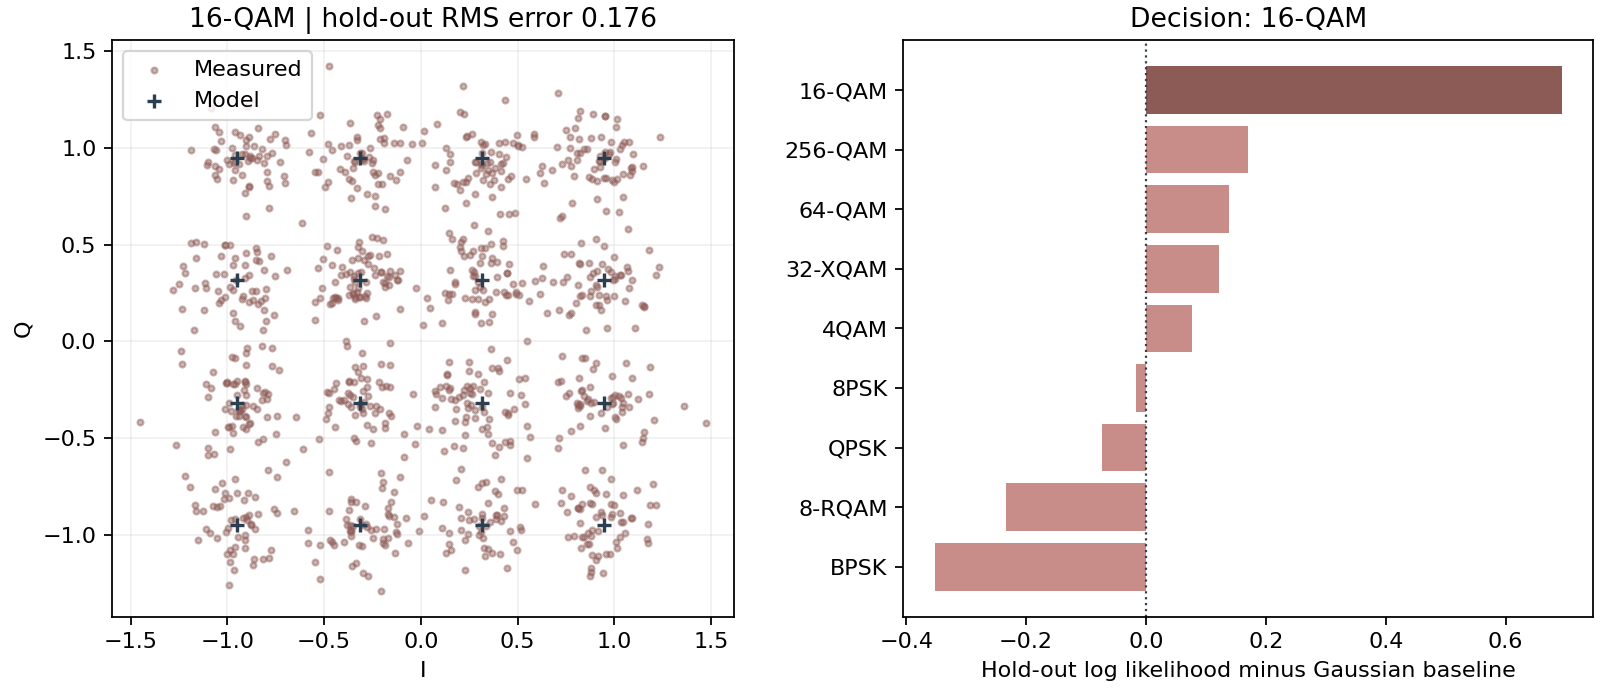 16-QAM | hold-out RMS error 0.176
Measured
Model
1.5
1.0
0.5
0.0
−0.5
−1.0
Q
−1.5
−1.0
−0.5
0.0
0.5
1.0
1.5
I
Decision: 16-QAM
16-QAM
256-QAM
64-QAM
32-XQAM
4QAM
8PSK
QPSK
8-RQAM
BPSK
−0.4
−0.2
0.0
0.2
0.4
0.6
Hold-out log likelihood minus Gaussian baseline